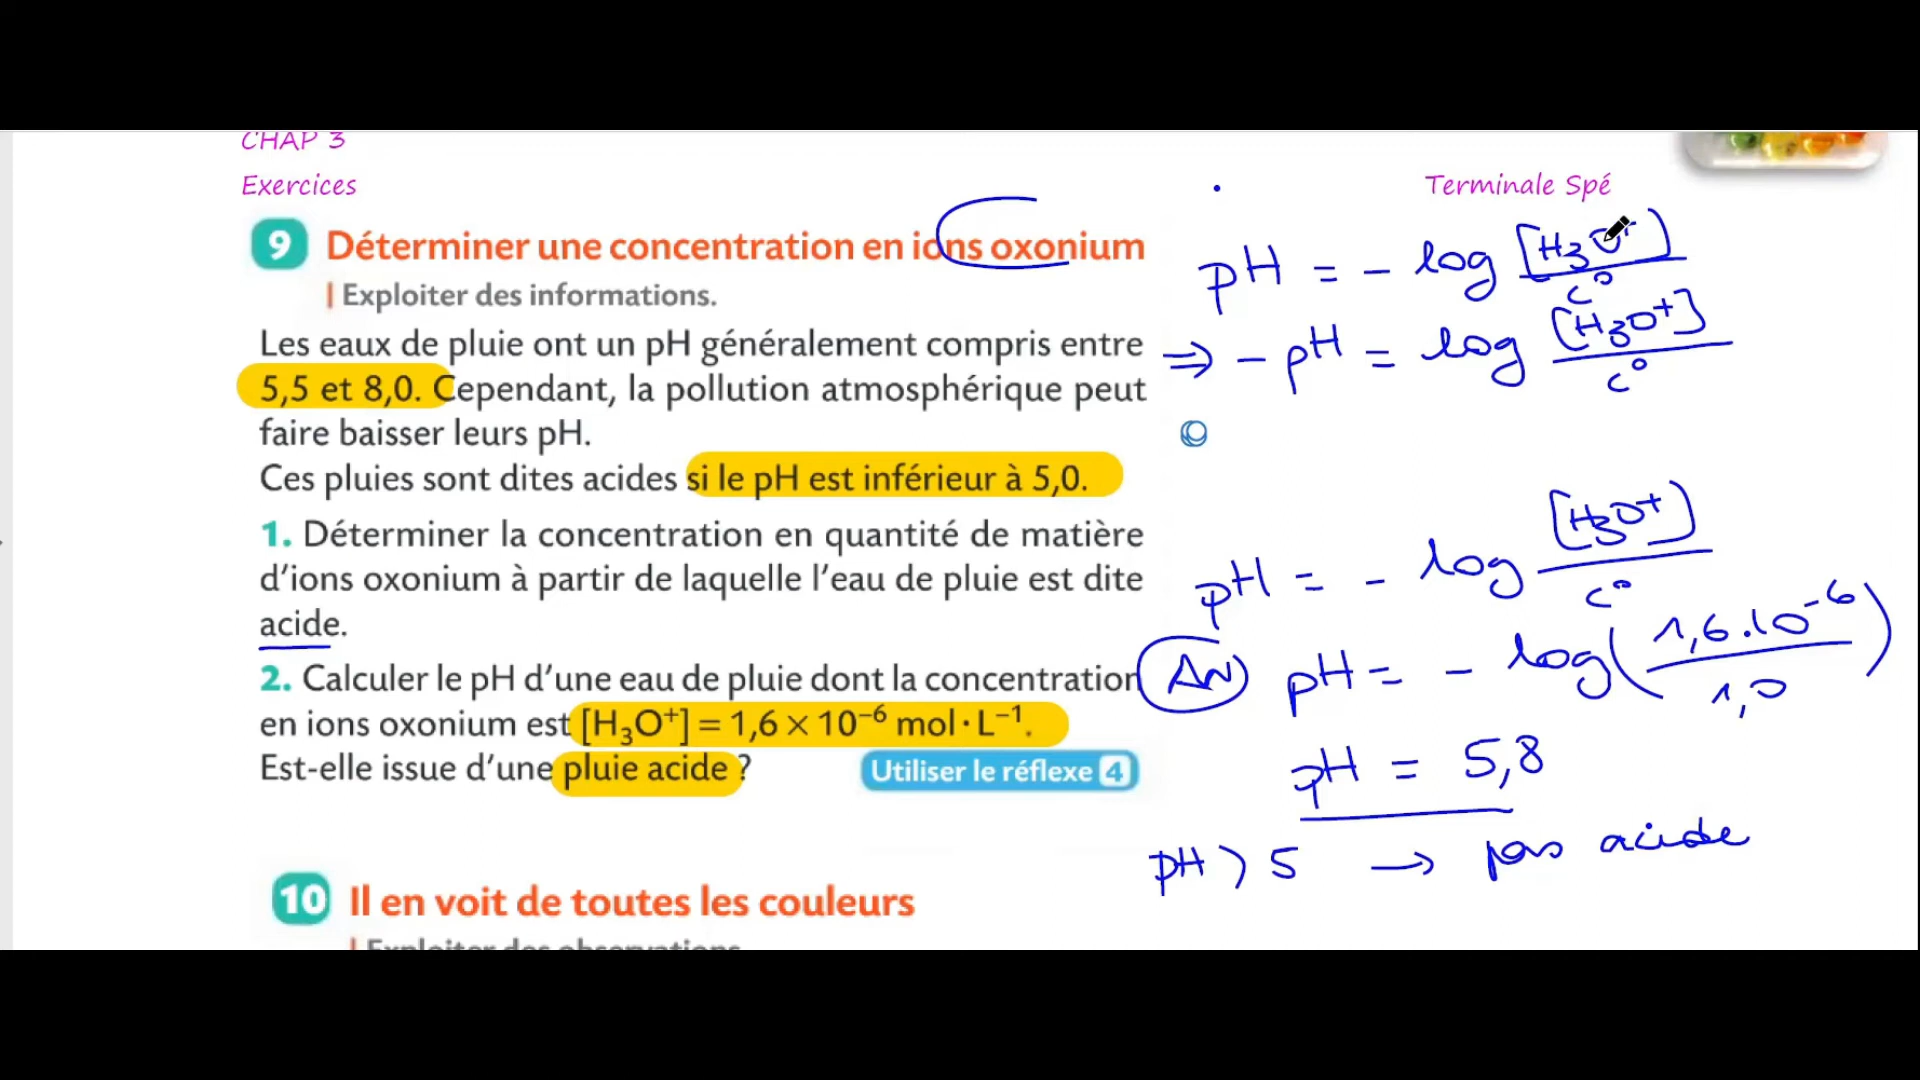 CHAP 3
Exercices
Terminale Spé
9 Déterminer une concentration en ions oxonium
| Exploiter des informations.
Les eaux de pluie ont un pH généralement compris entre
5,5 et 8,0. Cependant, la pollution atmosphérique peut
faire baisser leurs pH.
Ces pluies sont dites acides si le pH est inférieur à 5,0.
1. Déterminer la concentration en quantité de matière
d’ions oxonium à partir de laquelle l’eau de pluie est dite
acide.
2. Calculer le pH d’une eau de pluie dont la concentration
en ions oxonium est [H₃O⁺] = 1,6 × 10⁻⁶ mol·L⁻¹.
Est-elle issue d’une pluie acide ?
Utiliser le réflexe 4
10 Il en voit de toutes les couleurs
| Exploiter des observations.
pH = - log [H₃O⁺] / c°
⇒ - pH = log [H₃O⁺] / c°
pH = - log [H₃O⁺] / c°
AN pH = - log ( 1,6.10⁻⁶ / 1,0 )
pH = 5,8
pH > 5 → pas acide